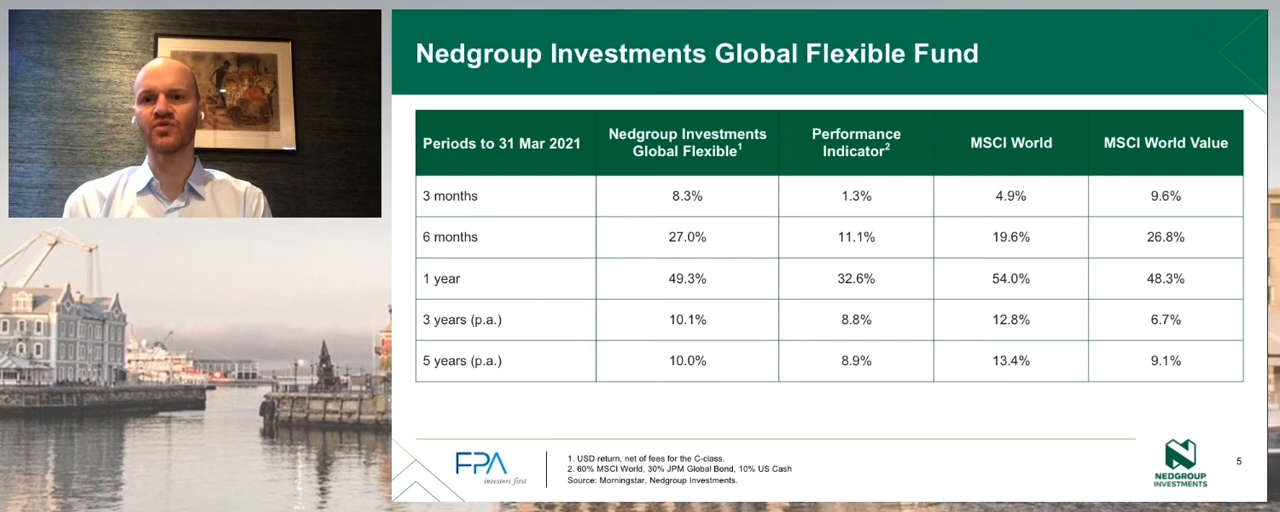 Nedgroup Investments Global Flexible Fund
Periods to 31 Mar 2021
Nedgroup Investments
Global Flexible1
Performance
Indicator2
MSCI World
MSCI World Value
3 months 8.3% 1.3% 4.9% 9.6%
6 months 27.0% 11.1% 19.6% 26.8%
1 year 49.3% 32.6% 54.0% 48.3%
3 years (p.a.) 10.1% 8.8% 12.8% 6.7%
5 years (p.a.) 10.0% 8.9% 13.4% 9.1%
FPA
investors first
1. USD return, net of fees for the C-class.
2. 60% MSCI World, 30% JPM Global Bond, 10% US Cash
Source: Morningstar, Nedgroup Investments.
NEDGROUP
INVESTMENTS
5